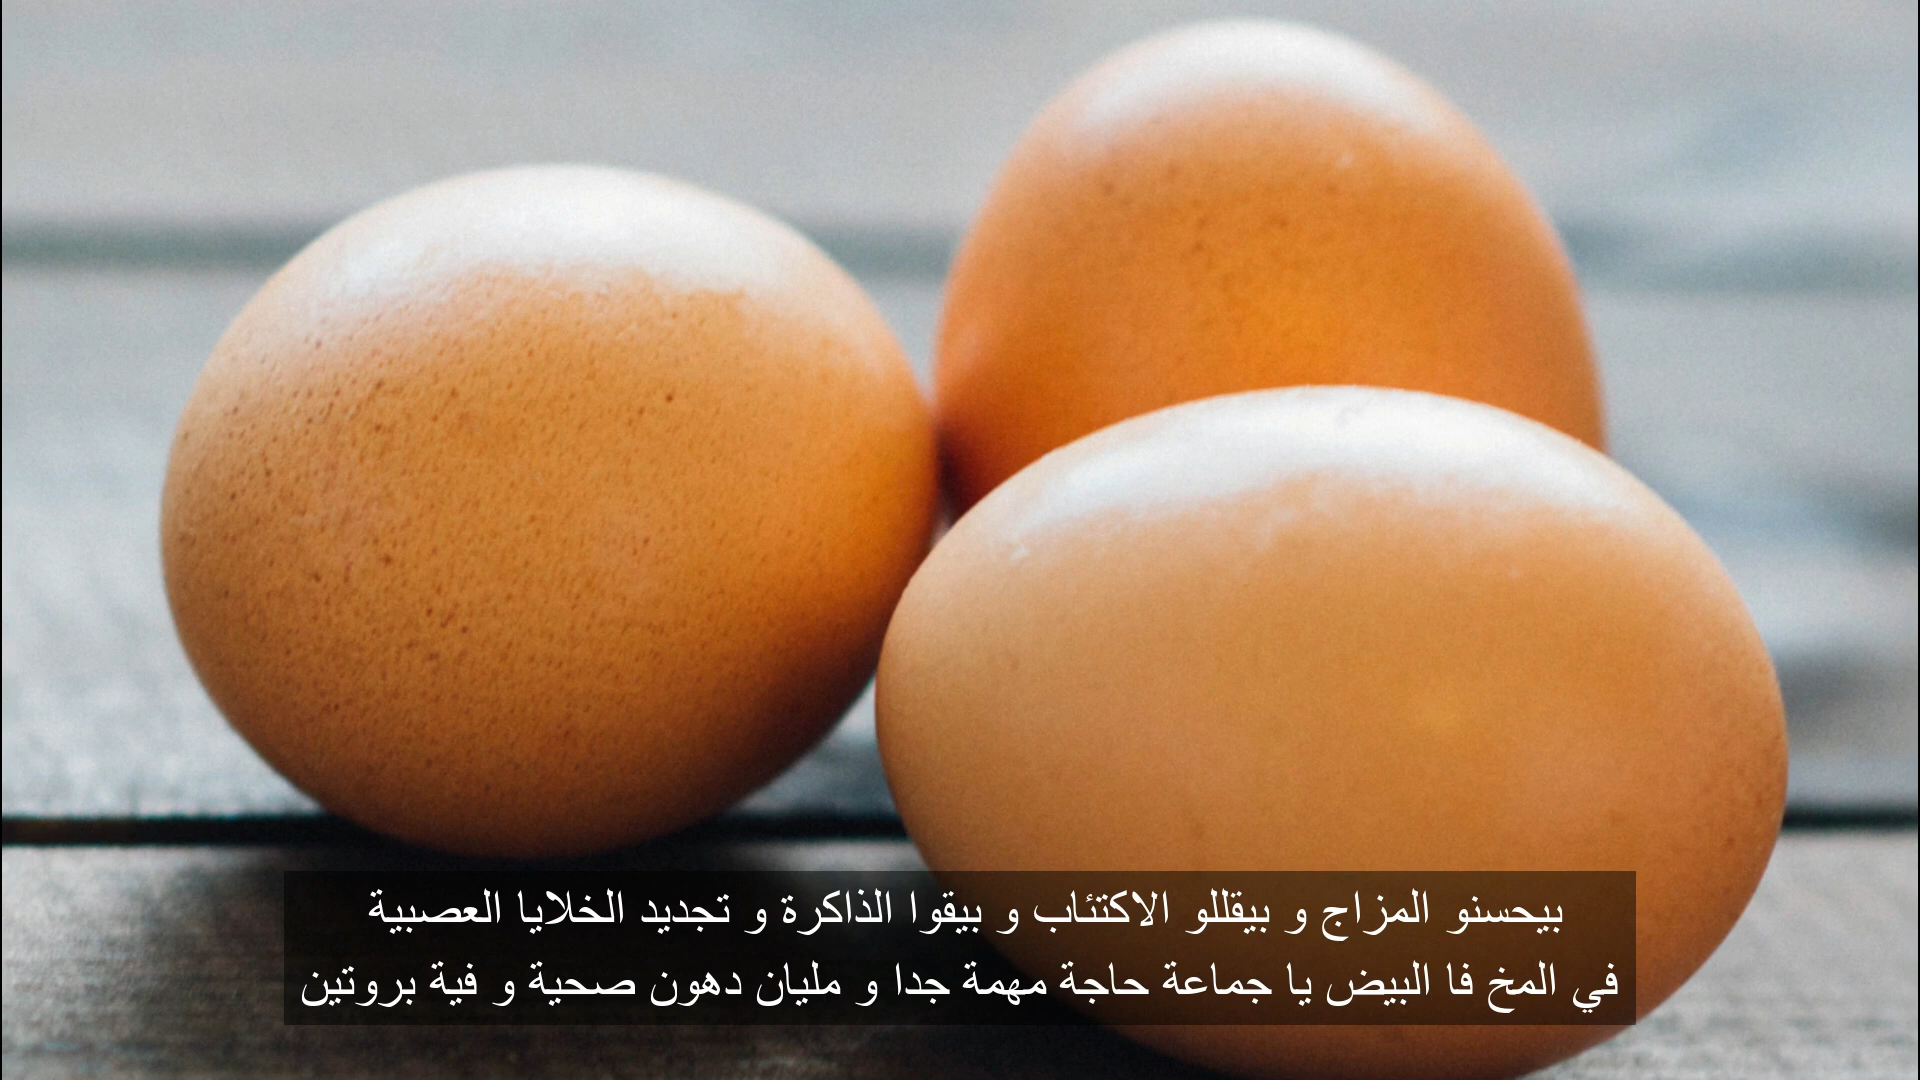 بيحسنو المزاج و بيقللو الاكتئاب و بيقوا الذاكرة و تجديد الخلايا العصبية
في المخ فا البيض يا جماعة حاجة مهمة جدا و مليان دهون صحية و فية بروتين